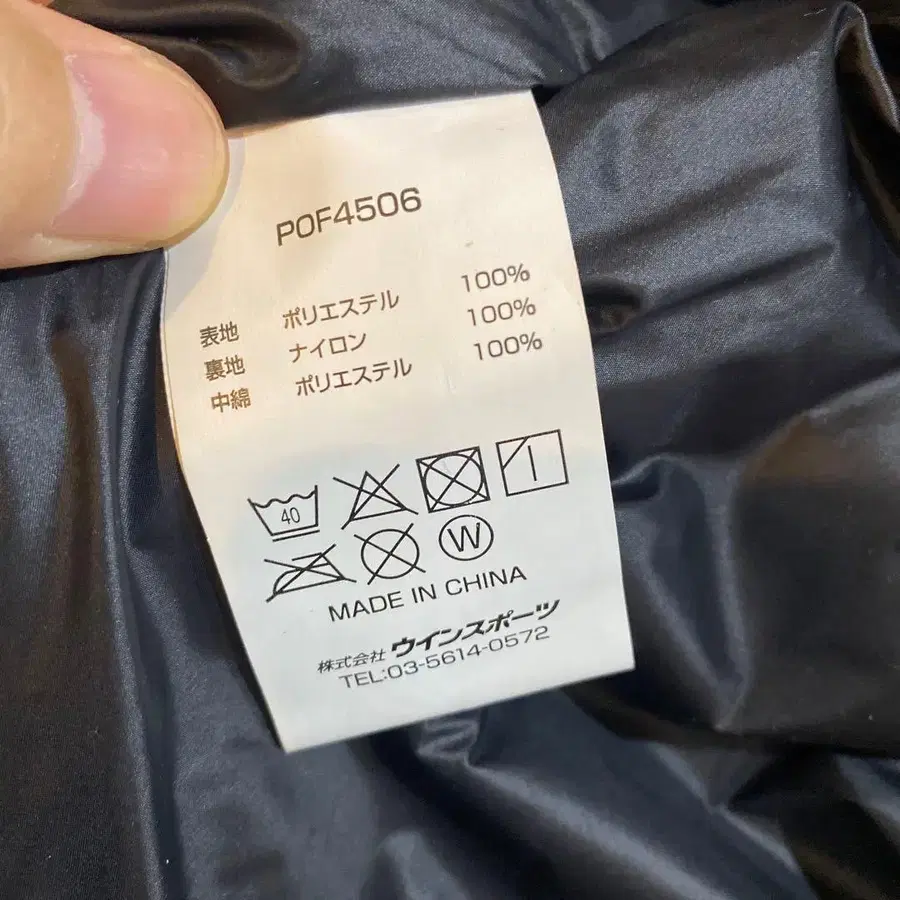 POF4506
表地 ポリエステル 100%
裏地 ナイロン 100%
中綿 ポリエステル 100%
40
W
MADE IN CHINA
株式会社 ウインスポーツ
TEL:03-5614-0572